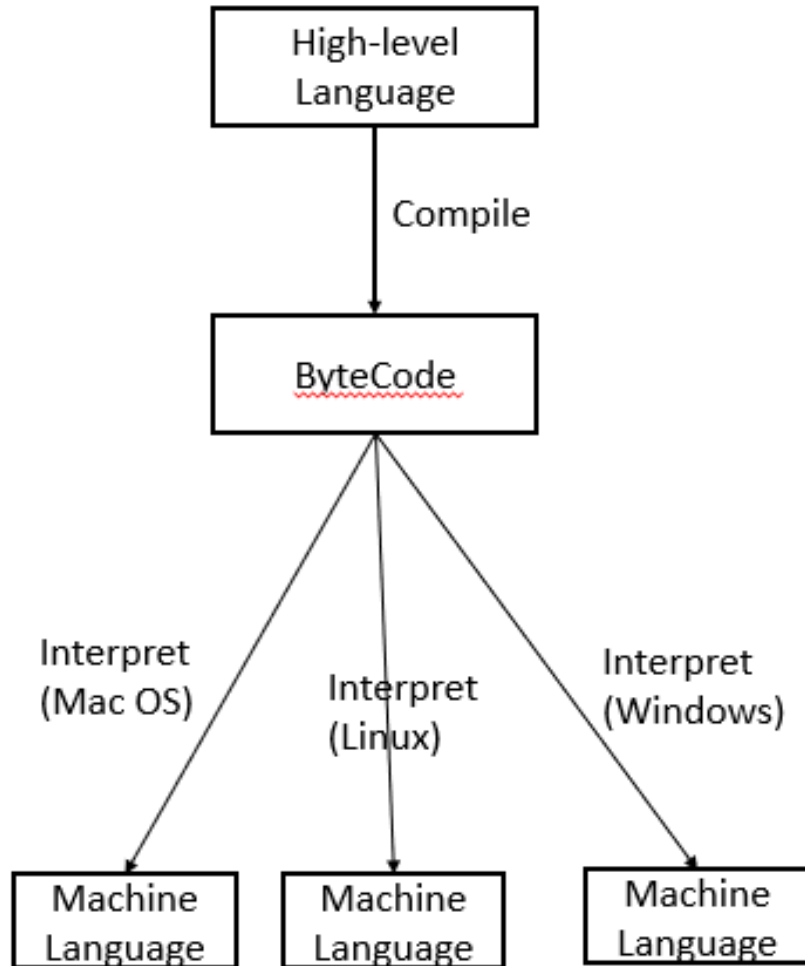 High-level
Language
Compile
ByteCode
Interpret
(Mac OS)
Interpret
(Linux)
Interpret
(Windows)
Machine
Language
Machine
Language
Machine
Language